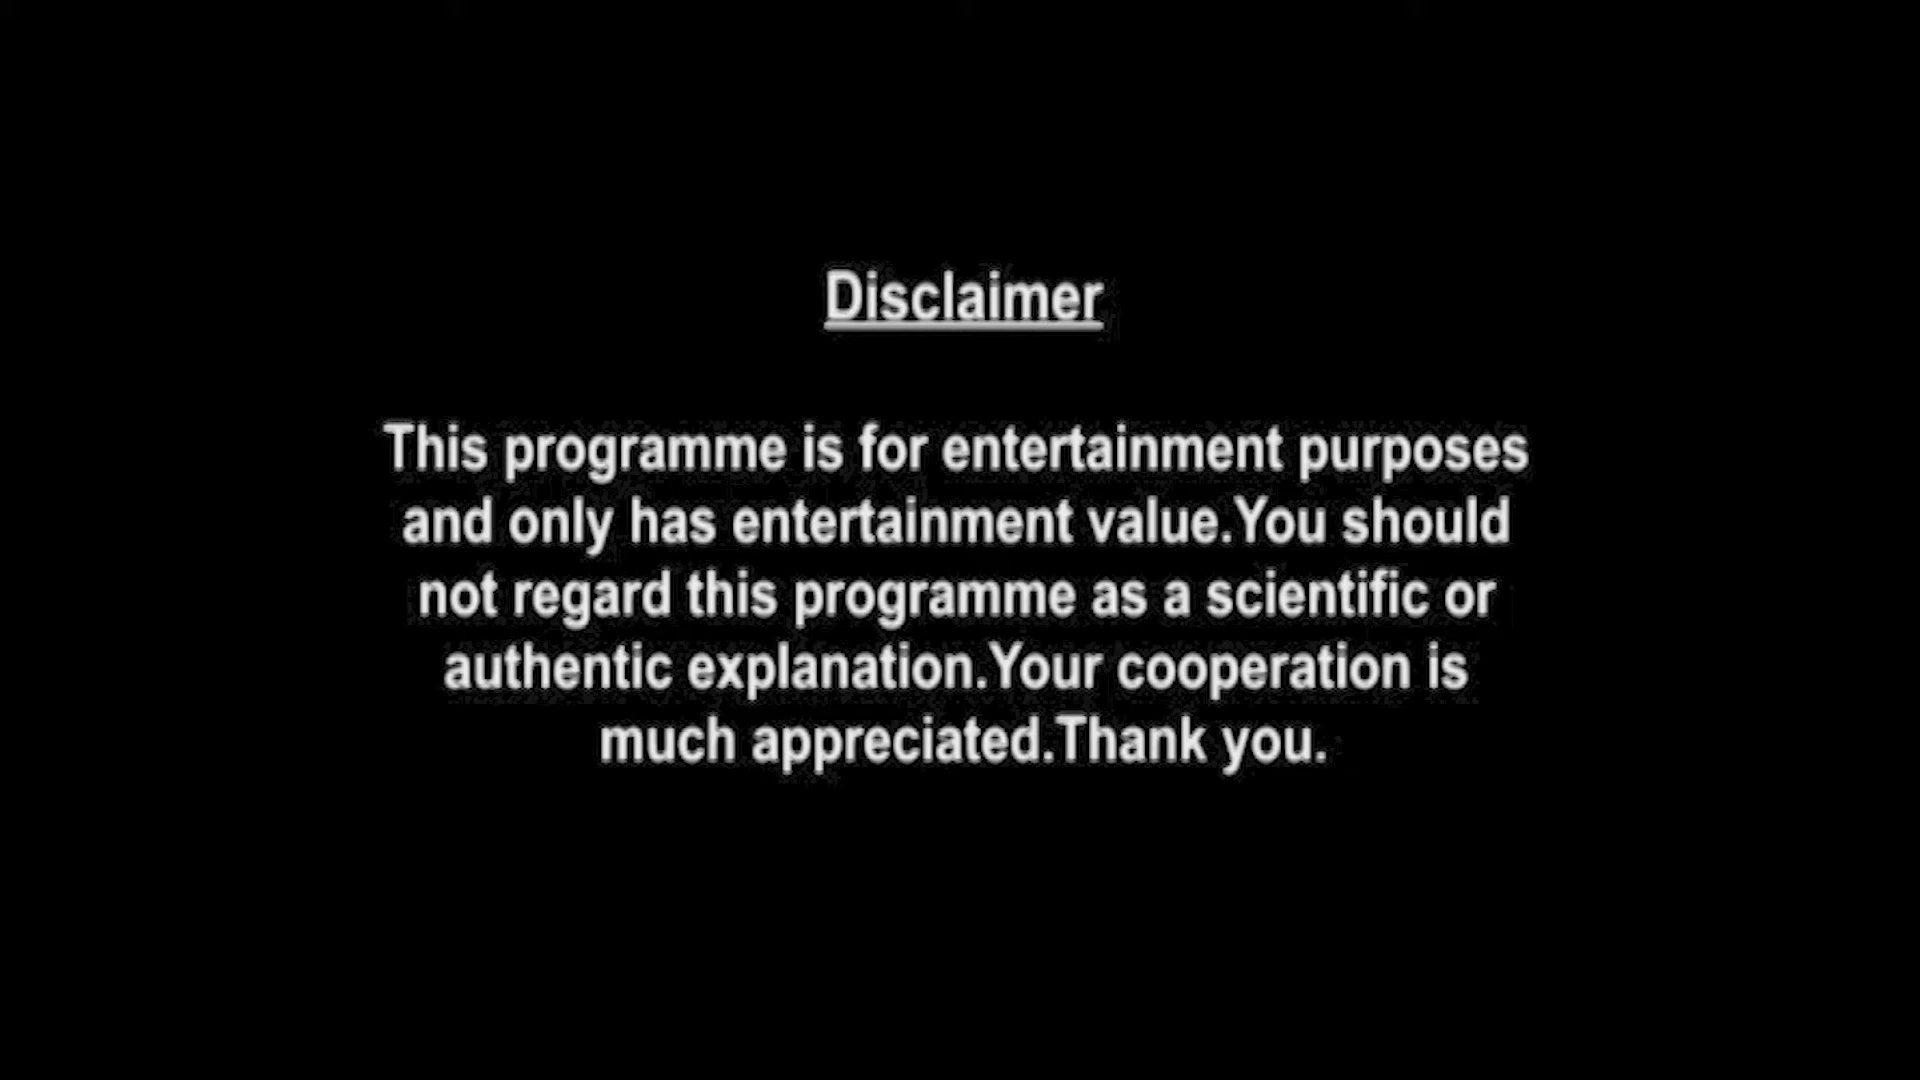 Disclaimer
This programme is for entertainment purposes
and only has entertainment value.You should
not regard this programme as a scientific or
authentic explanation.Your cooperation is
much appreciated.Thank you.